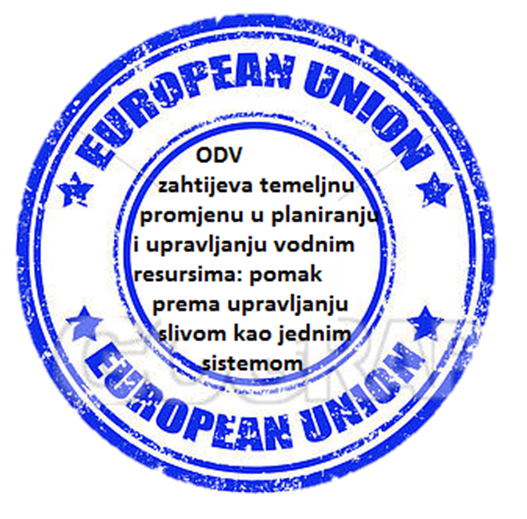 EUROPEAN UNION
ODV
zahtijeva temeljnu
promjenu u planiranju
i upravljanju vodnim
resursima: pomak
prema upravljanju
slivom kao jednim
sistemom
EUROPEAN UNION